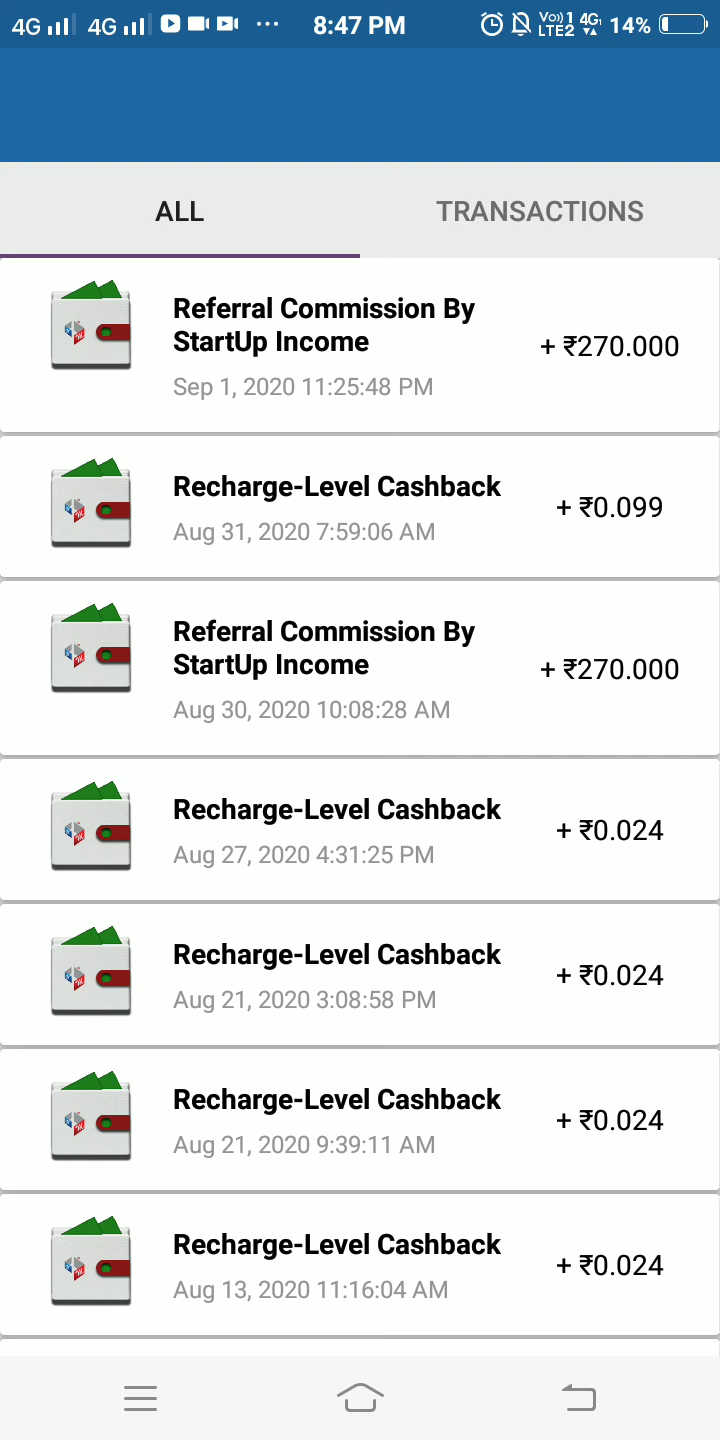 4G 4G ... 8:47 PM Vo)) 1 LTE2 4G 14%
ALL TRANSACTIONS
Referral Commission By
StartUp Income
+ ₹270.000
Sep 1, 2020 11:25:48 PM
Recharge-Level Cashback
+ ₹0.099
Aug 31, 2020 7:59:06 AM
Referral Commission By
StartUp Income
+ ₹270.000
Aug 30, 2020 10:08:28 AM
Recharge-Level Cashback
+ ₹0.024
Aug 27, 2020 4:31:25 PM
Recharge-Level Cashback
+ ₹0.024
Aug 21, 2020 3:08:58 PM
Recharge-Level Cashback
+ ₹0.024
Aug 21, 2020 9:39:11 AM
Recharge-Level Cashback
+ ₹0.024
Aug 13, 2020 11:16:04 AM